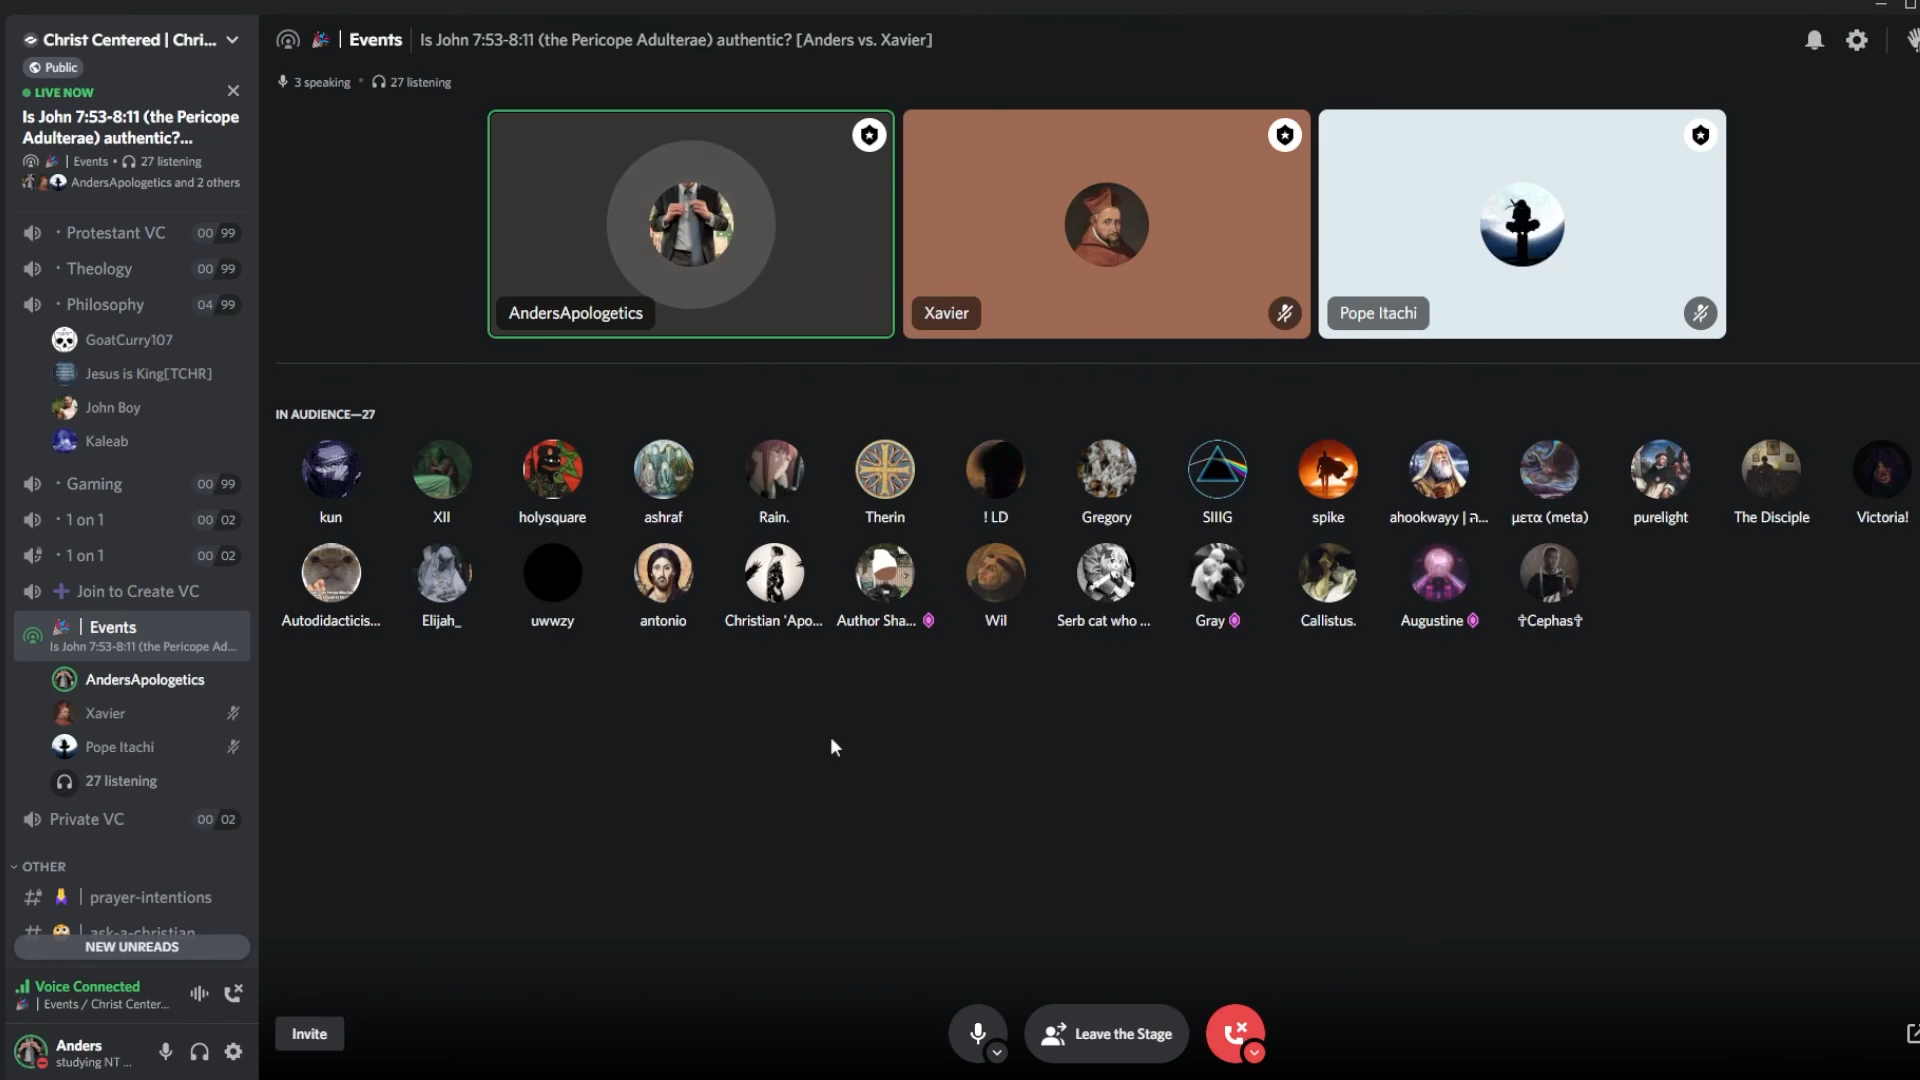 Christ Centered | Chri...
Public
LIVE NOW
Is John 7:53-8:11 (the Pericope
Adulterae) authentic?...
| Events • 27 listening
AndersApologetics and 2 others
• Protestant VC 00 99
• Theology 00 99
• Philosophy 04 99
GoatCurry107
Jesus is King[TCHR]
John Boy
Kaleab
• Gaming 00 99
• 1 on 1 00 02
• 1 on 1 00 02
Join to Create VC
| Events
Is John 7:53-8:11 (the Pericope Ad...
AndersApologetics
Xavier
Pope Itachi
27 listening
Private VC 00 02
OTHER
| prayer-intentions
| ask-a-christian
NEW UNREADS
Voice Connected
| Events / Christ Center...
Anders
studying NT ...
| Events | Is John 7:53-8:11 (the Pericope Adulterae) authentic? [Anders vs. Xavier]
3 speaking • 27 listening
AndersApologetics
Xavier
Pope Itachi
IN AUDIENCE—27
kun XII holysquare ashraf Rain. Therin ! LD Gregory SIIIG spike ahookwayy | ה... μετα (meta) purelight The Disciple Victoria!
Autodidacticis... Elijah_ uwwzy antonio Christian 'Apo... Author Sha... Wil Serb cat who ... Gray Callistus. Augustine ✝Cephas✝
Invite
Leave the Stage